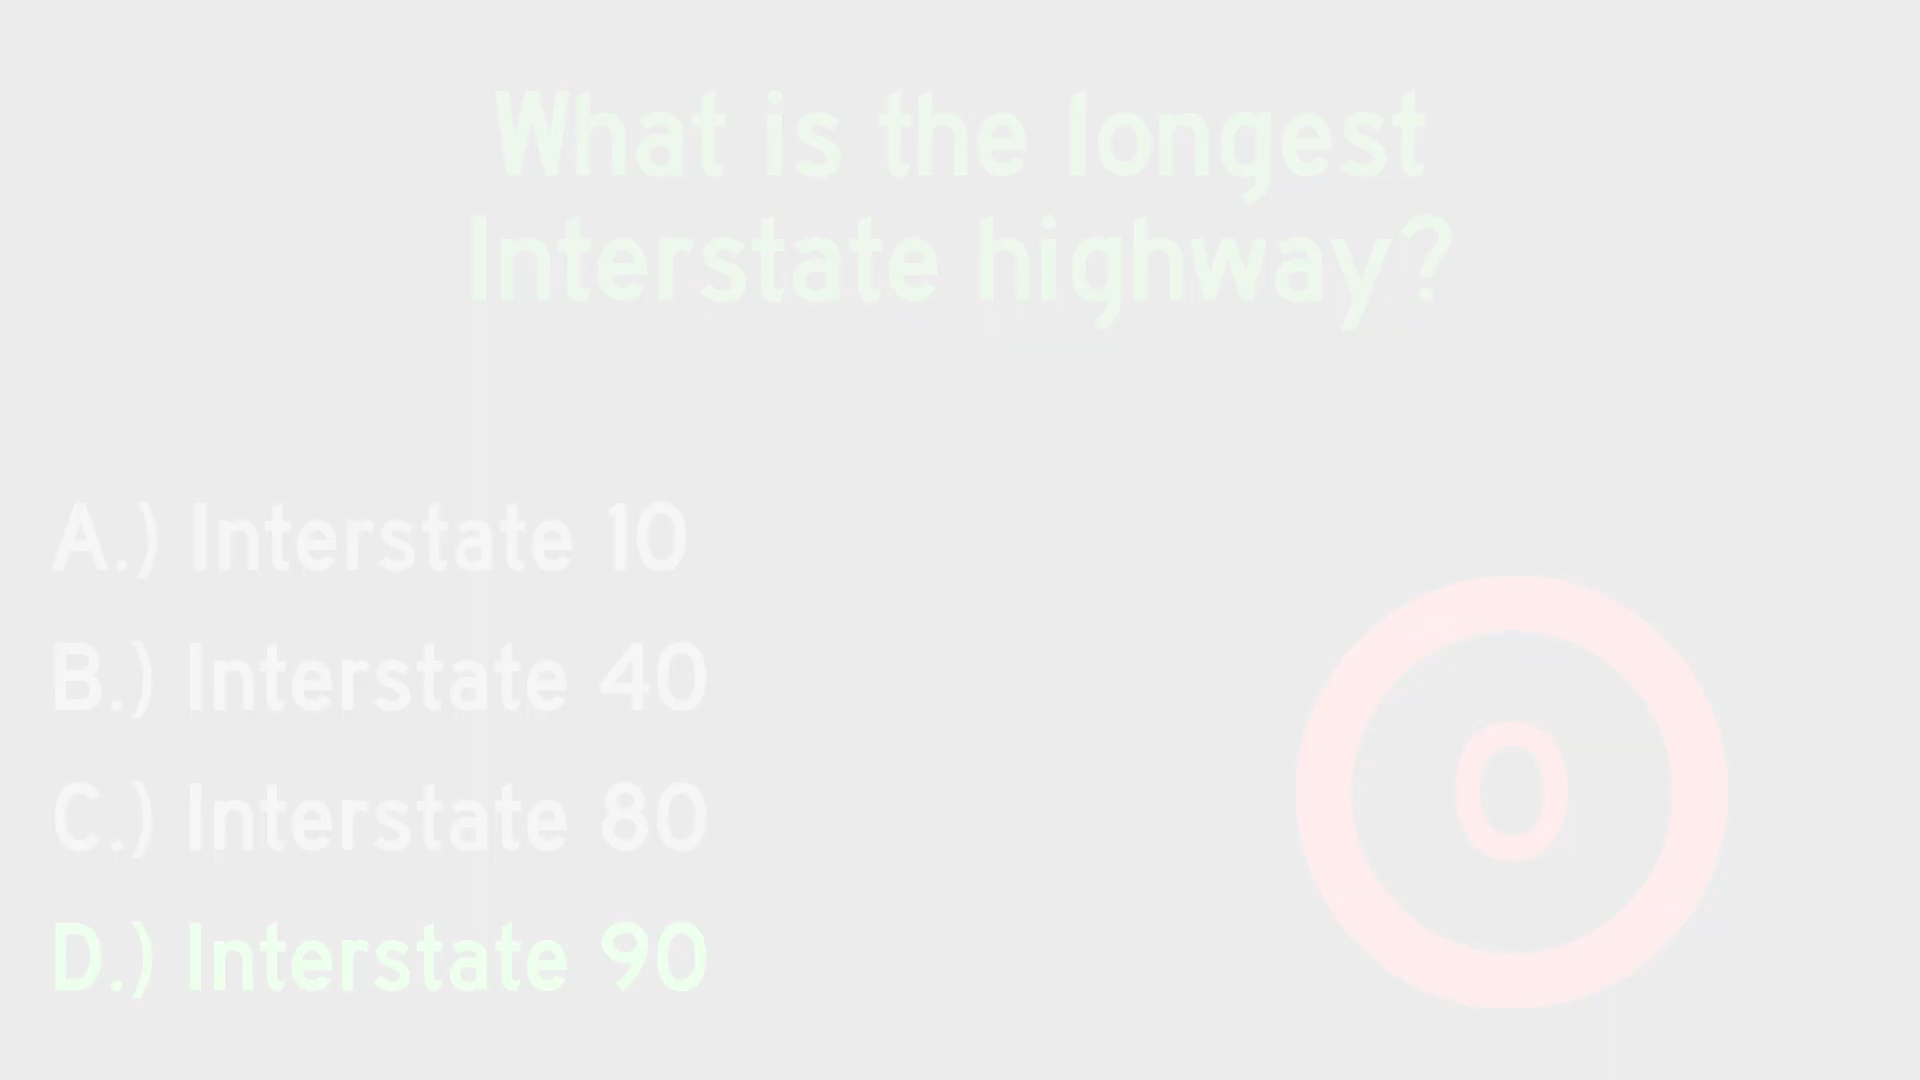 What is the longest
Interstate highway?
A.) Interstate 10
B.) Interstate 40
C.) Interstate 80
D.) Interstate 90
0